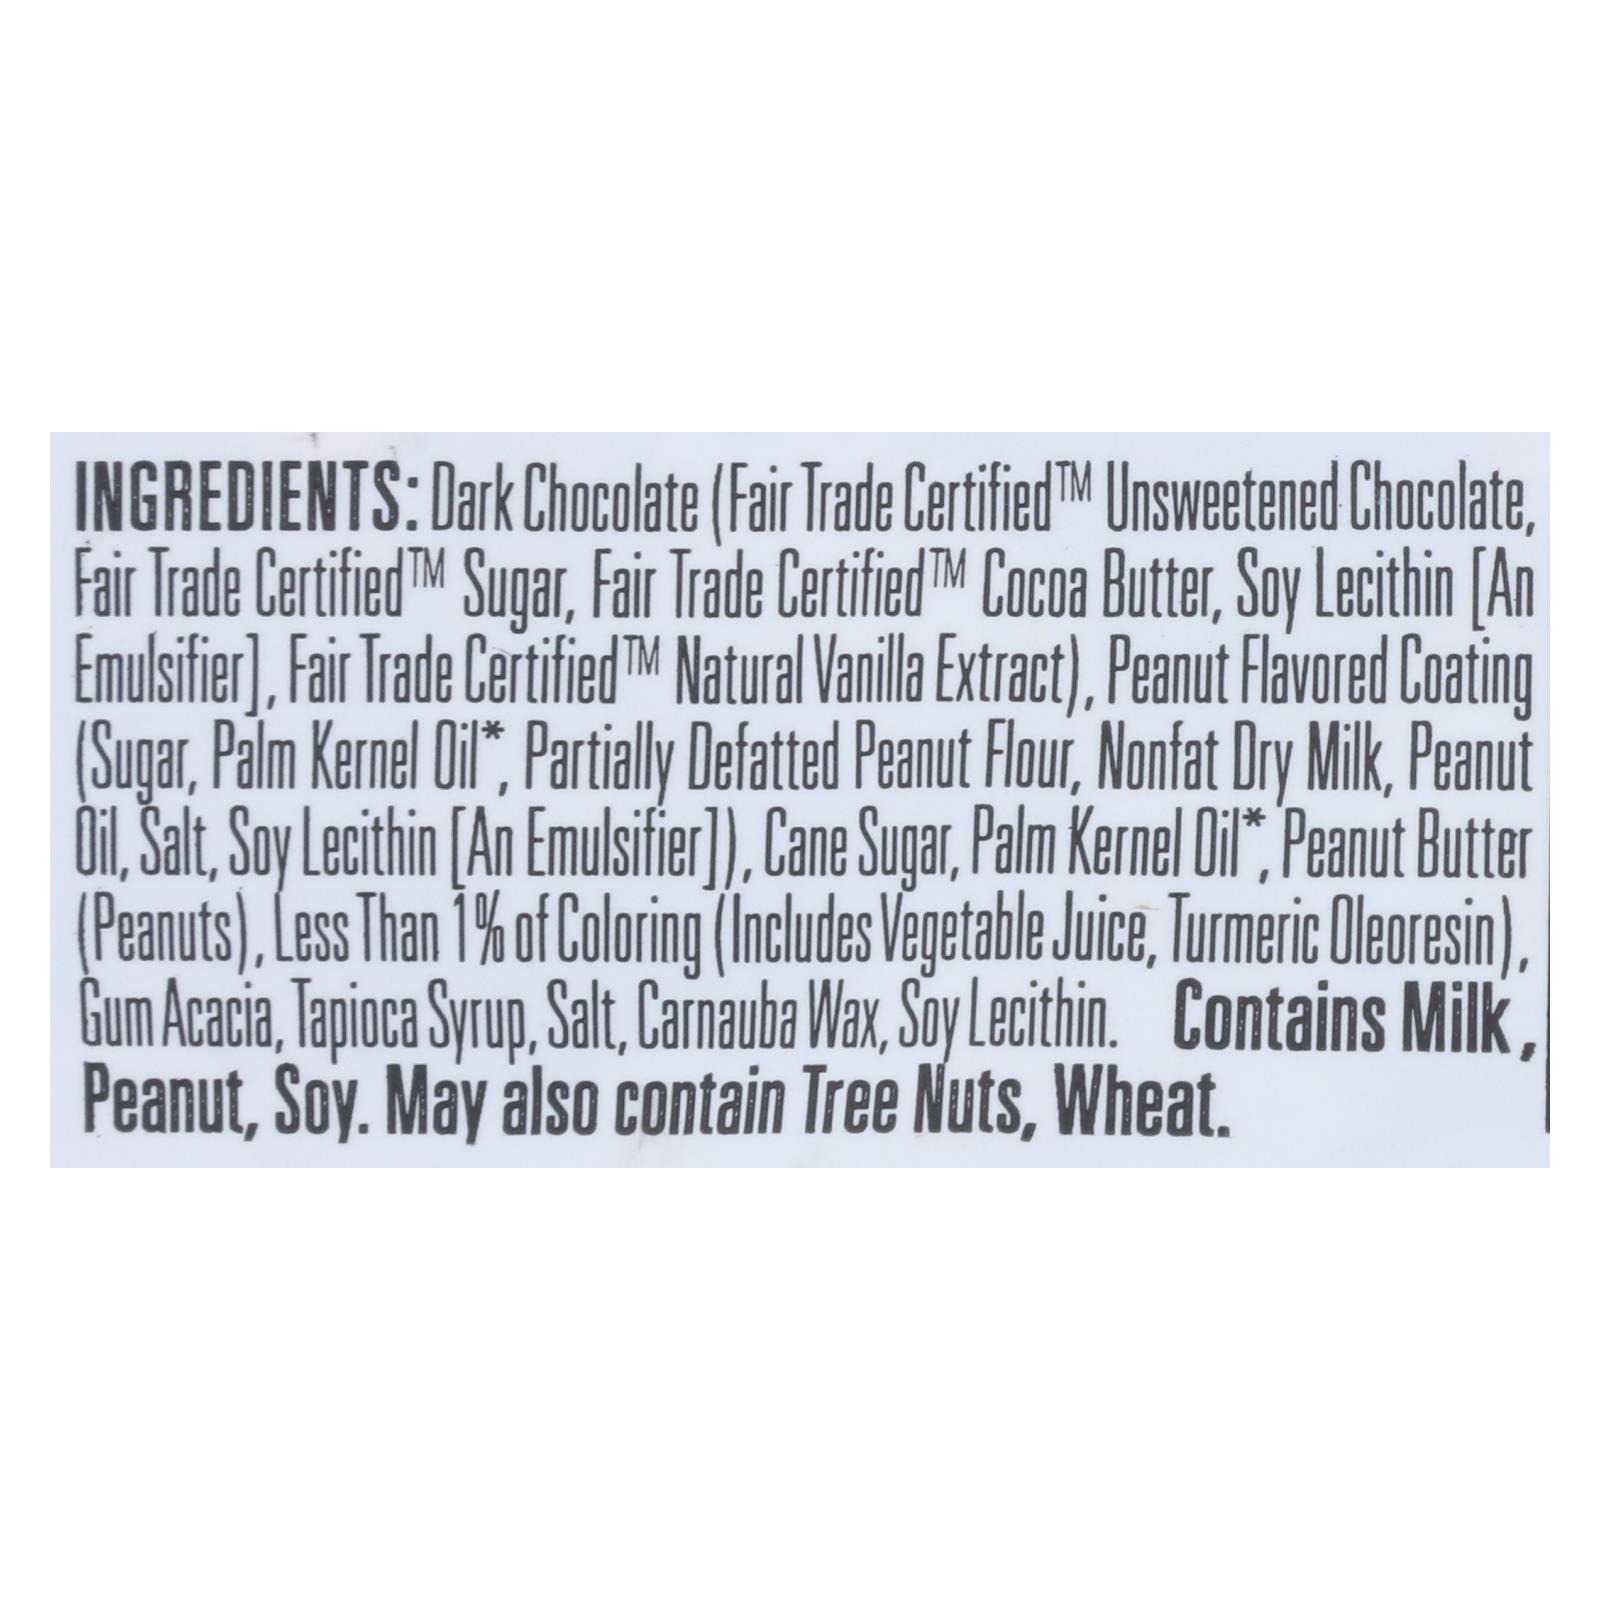 INGREDIENTS: Dark Chocolate (Fair Trade Certified™ Unsweetened Chocolate,
Fair Trade Certified™ Sugar, Fair Trade Certified™ Cocoa Butter, Soy Lecithin [An
Emulsifier], Fair Trade Certified™ Natural Vanilla Extract), Peanut Flavored Coating
(Sugar, Palm Kernel Oil*, Partially Defatted Peanut Flour, Nonfat Dry Milk, Peanut
Oil, Salt, Soy Lecithin [An Emulsifier]), Cane Sugar, Palm Kernel Oil*, Peanut Butter
(Peanuts), Less Than 1% of Coloring (Includes Vegetable Juice, Turmeric Oleoresin),
Gum Acacia, Tapioca Syrup, Salt, Carnauba Wax, Soy Lecithin. Contains Milk,
Peanut, Soy. May also contain Tree Nuts, Wheat.